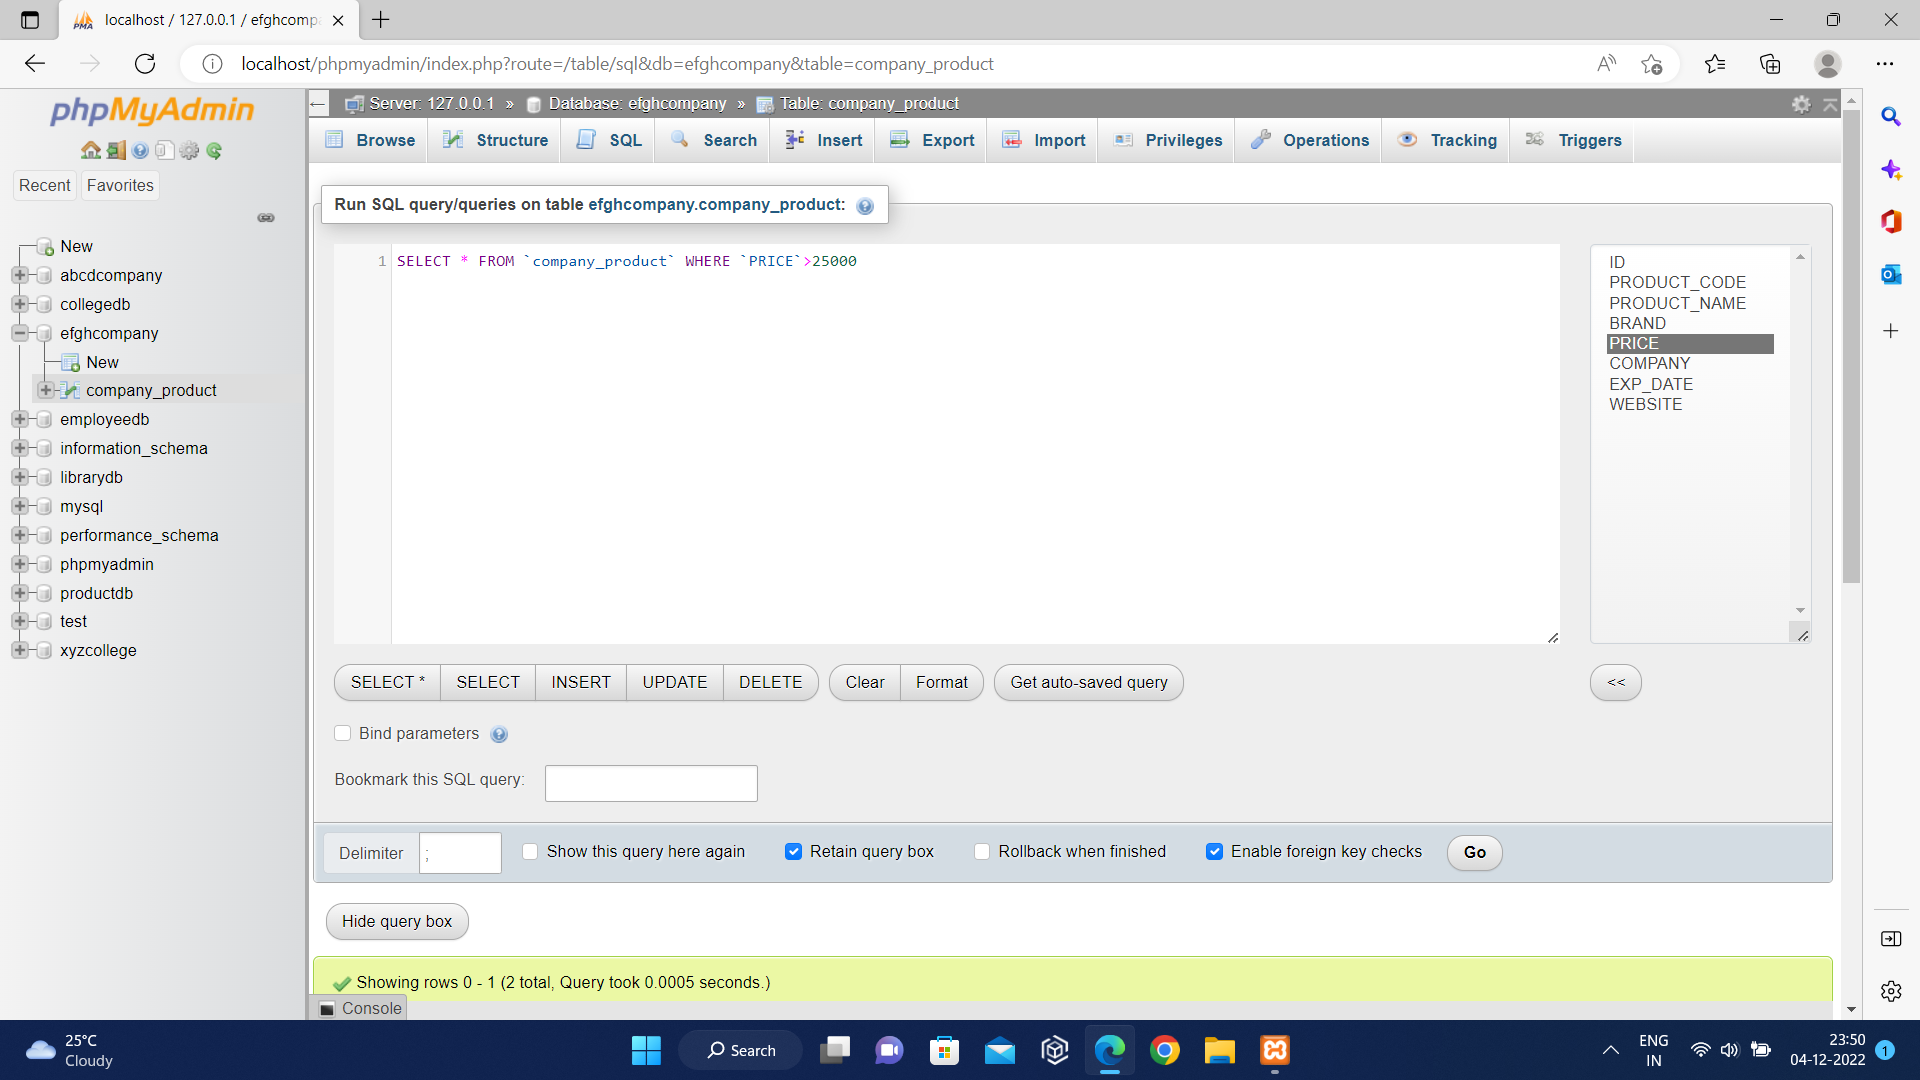 localhost / 127.0.0.1 / efghcomp
localhost/phpmyadmin/index.php?route=/table/sql&db=efghcompany&table=company_product
phpMyAdmin
Recent Favorites
New
abcdcompany
collegedb
efghcompany
New
company_product
employeedb
information_schema
librarydb
mysql
performance_schema
phpmyadmin
productdb
test
xyzcollege
Server: 127.0.0.1 » Database: efghcompany » Table: company_product
Browse Structure SQL Search Insert Export Import Privileges Operations Tracking Triggers
Run SQL query/queries on table efghcompany.company_product:
1 SELECT * FROM `company_product` WHERE `PRICE`>25000
ID
PRODUCT_CODE
PRODUCT_NAME
BRAND
PRICE
COMPANY
EXP_DATE
WEBSITE
SELECT * SELECT INSERT UPDATE DELETE Clear Format Get auto-saved query <<
Bind parameters
Bookmark this SQL query:
Delimiter ; Show this query here again Retain query box Rollback when finished Enable foreign key checks Go
Hide query box
Showing rows 0 - 1 (2 total, Query took 0.0005 seconds.)
Console
25°C
Cloudy
Search
ENG
IN
23:50
04-12-2022
1